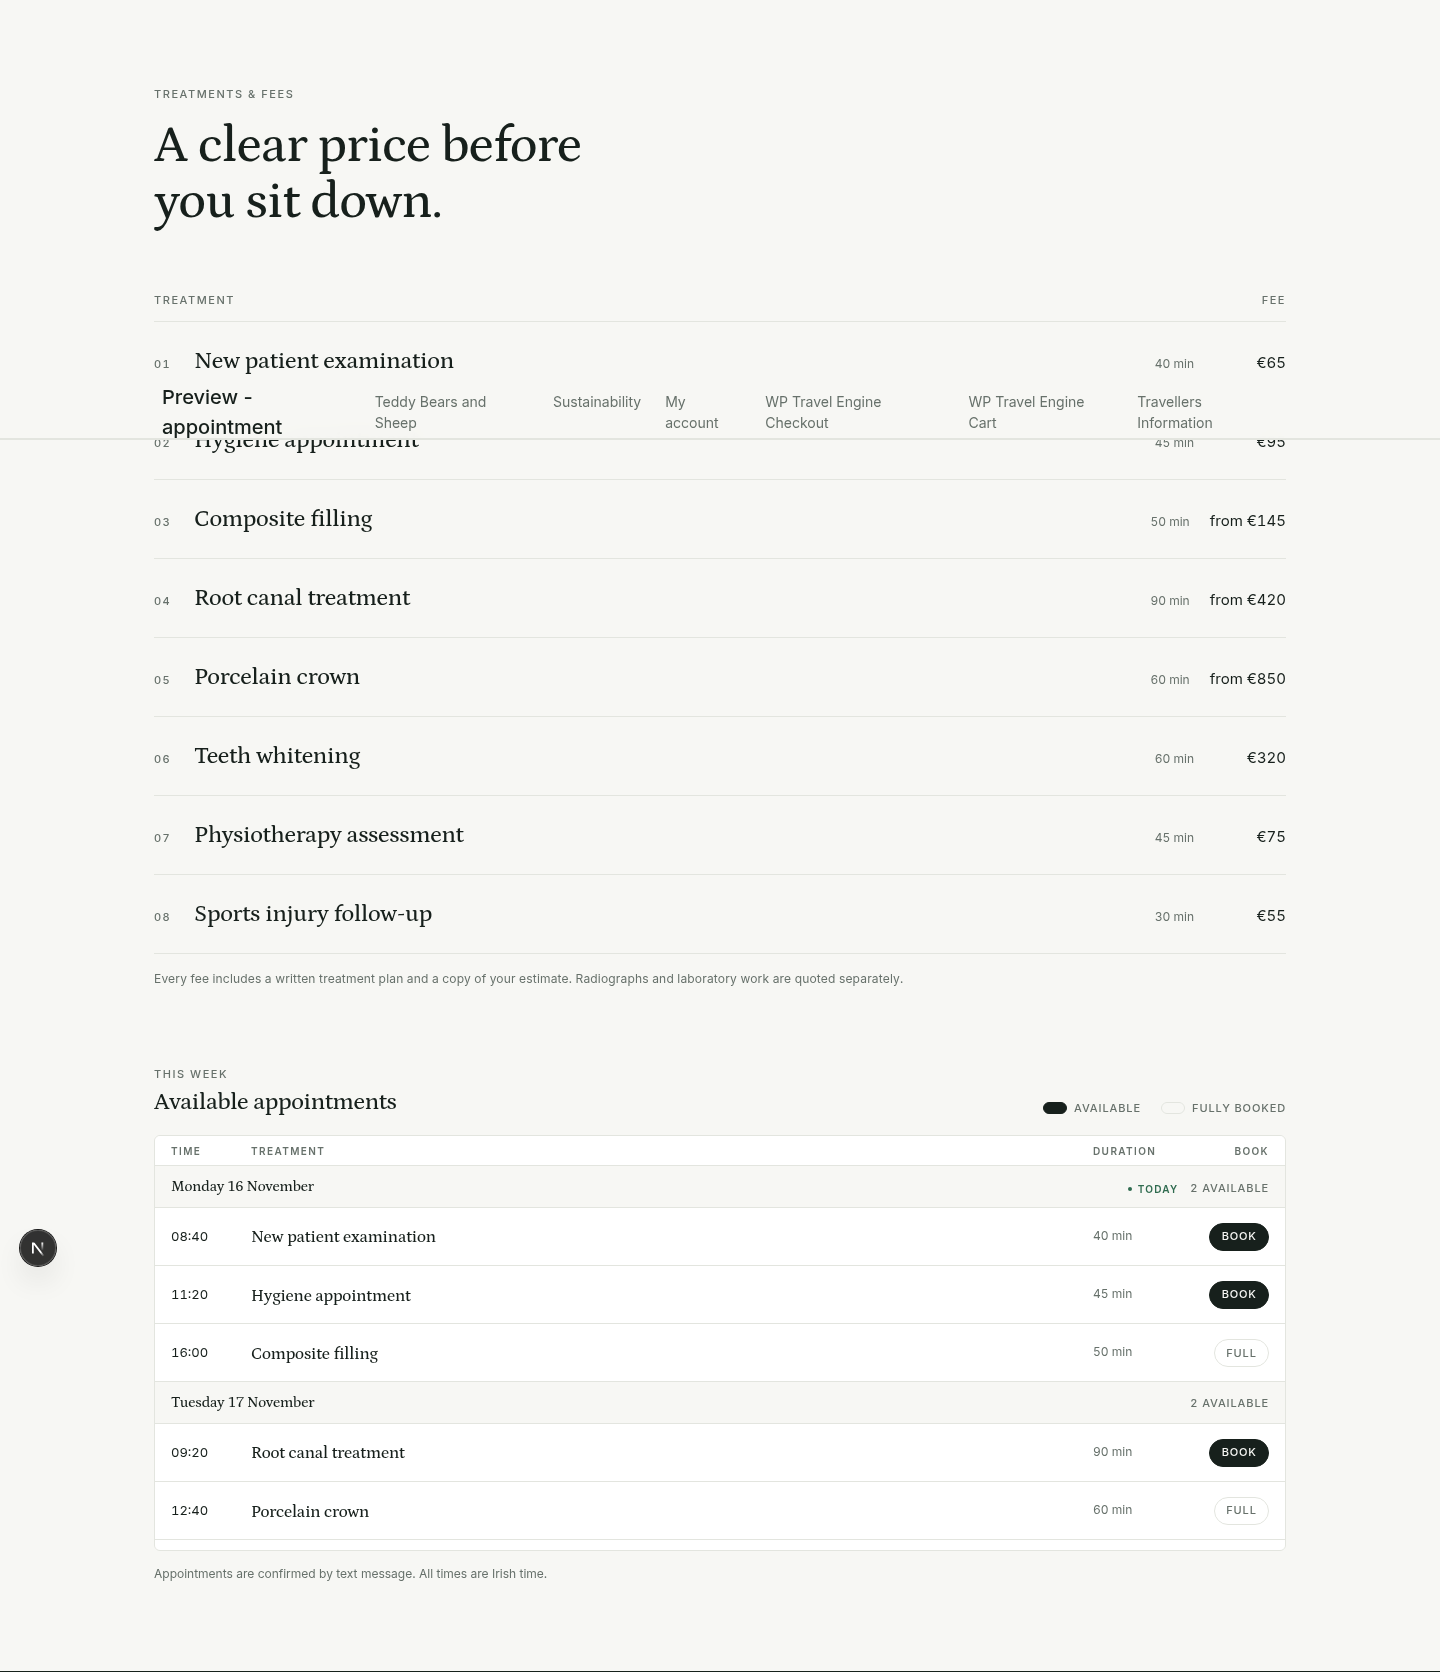 TREATMENTS & FEES
A clear price before
you sit down.
TREATMENT FEE
01 New patient examination 40 min €65
Preview -
appointment
Teddy Bears and
Sheep
Sustainability
My
account
WP Travel Engine
Checkout
WP Travel Engine
Cart
Travellers
Information
02 Hygiene appointment 45 min €95
03 Composite filling 50 min from €145
04 Root canal treatment 90 min from €420
05 Porcelain crown 60 min from €850
06 Teeth whitening 60 min €320
07 Physiotherapy assessment 45 min €75
08 Sports injury follow-up 30 min €55
Every fee includes a written treatment plan and a copy of your estimate. Radiographs and laboratory work are quoted separately.
THIS WEEK
Available appointments
AVAILABLE FULLY BOOKED
TIME TREATMENT DURATION BOOK
Monday 16 November • TODAY 2 AVAILABLE
08:40 New patient examination 40 min BOOK
11:20 Hygiene appointment 45 min BOOK
16:00 Composite filling 50 min FULL
Tuesday 17 November 2 AVAILABLE
09:20 Root canal treatment 90 min BOOK
12:40 Porcelain crown 60 min FULL
Appointments are confirmed by text message. All times are Irish time.
N